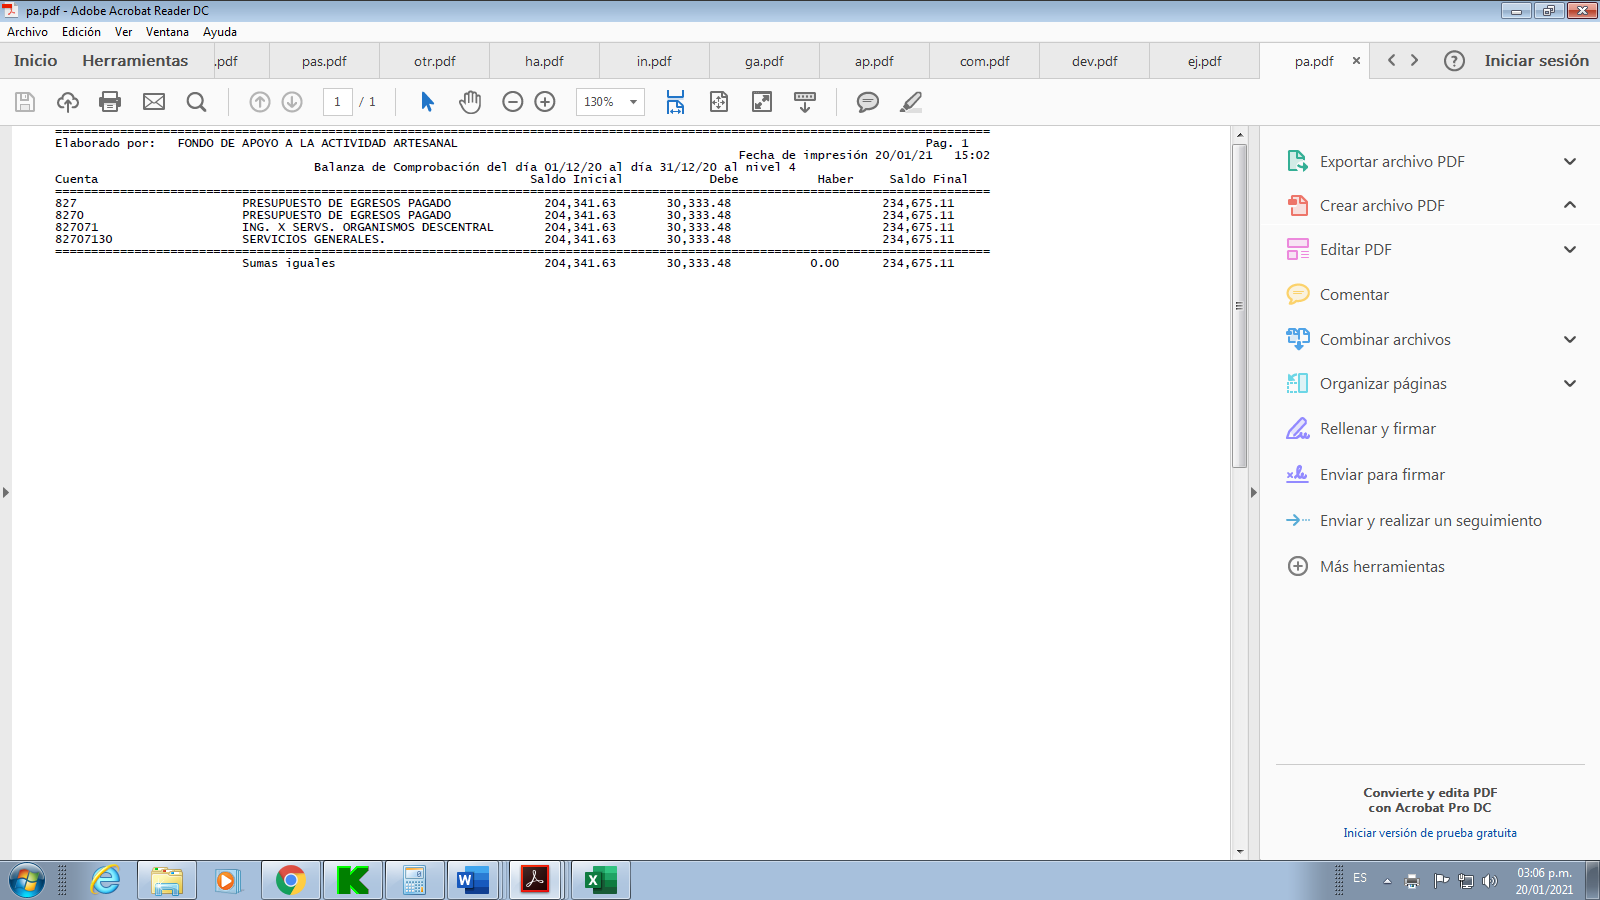 pa.pdf - Adobe Acrobat Reader DC
Archivo Edición Ver Ventana Ayuda
Inicio Herramientas .pdf pas.pdf otr.pdf ha.pdf in.pdf ga.pdf ap.pdf com.pdf dev.pdf ej.pdf pa.pdf Iniciar sesión
1 / 1 130%
Elaborado por: FONDO DE APOYO A LA ACTIVIDAD ARTESANAL Pag. 1
Fecha de impresión 20/01/21 15:02
Balanza de Comprobación del día 01/12/20 al día 31/12/20 al nivel 4
Cuenta Saldo Inicial Debe Haber Saldo Final
827 PRESUPUESTO DE EGRESOS PAGADO 204,341.63 30,333.48 234,675.11
8270 PRESUPUESTO DE EGRESOS PAGADO 204,341.63 30,333.48 234,675.11
827071 ING. X SERVS. ORGANISMOS DESCENTRAL 204,341.63 30,333.48 234,675.11
82707130 SERVICIOS GENERALES. 204,341.63 30,333.48 234,675.11
Sumas iguales 204,341.63 30,333.48 0.00 234,675.11
Exportar archivo PDF
Crear archivo PDF
Editar PDF
Comentar
Combinar archivos
Organizar páginas
Rellenar y firmar
Enviar para firmar
Enviar y realizar un seguimiento
Más herramientas
Convierte y edita PDF
con Acrobat Pro DC
Iniciar versión de prueba gratuita
ES
03:06 p.m.
20/01/2021